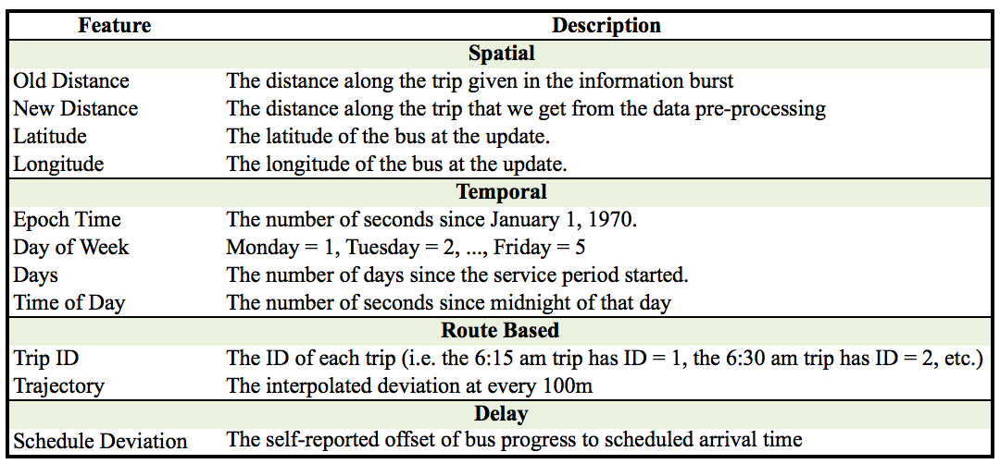 Feature Description
Spatial
Old Distance The distance along the trip given in the information burst
New Distance The distance along the trip that we get from the data pre-processing
Latitude The latitude of the bus at the update.
Longitude The longitude of the bus at the update.
Temporal
Epoch Time The number of seconds since January 1, 1970.
Day of Week Monday = 1, Tuesday = 2, ..., Friday = 5
Days The number of days since the service period started.
Time of Day The number of seconds since midnight of that day
Route Based
Trip ID The ID of each trip (i.e. the 6:15 am trip has ID = 1, the 6:30 am trip has ID = 2, etc.)
Trajectory The interpolated deviation at every 100m
Delay
Schedule Deviation The self-reported offset of bus progress to scheduled arrival time